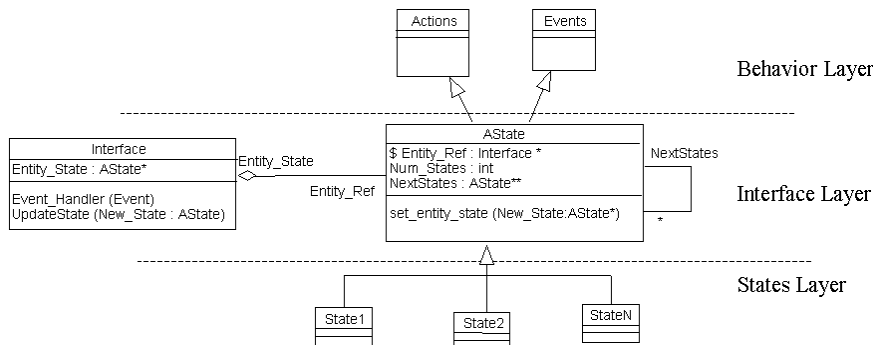 Actions
Events
Behavior Layer
Interface
Entity_State : AState*
Event_Handler (Event)
UpdateState (New_State : AState)
Entity_State
Entity_Ref
AState
$ Entity_Ref : Interface *
Num_States : int
NextStates : AState**
set_entity_state (New_State:AState*)
NextStates
*
Interface Layer
States Layer
State1
State2
StateN